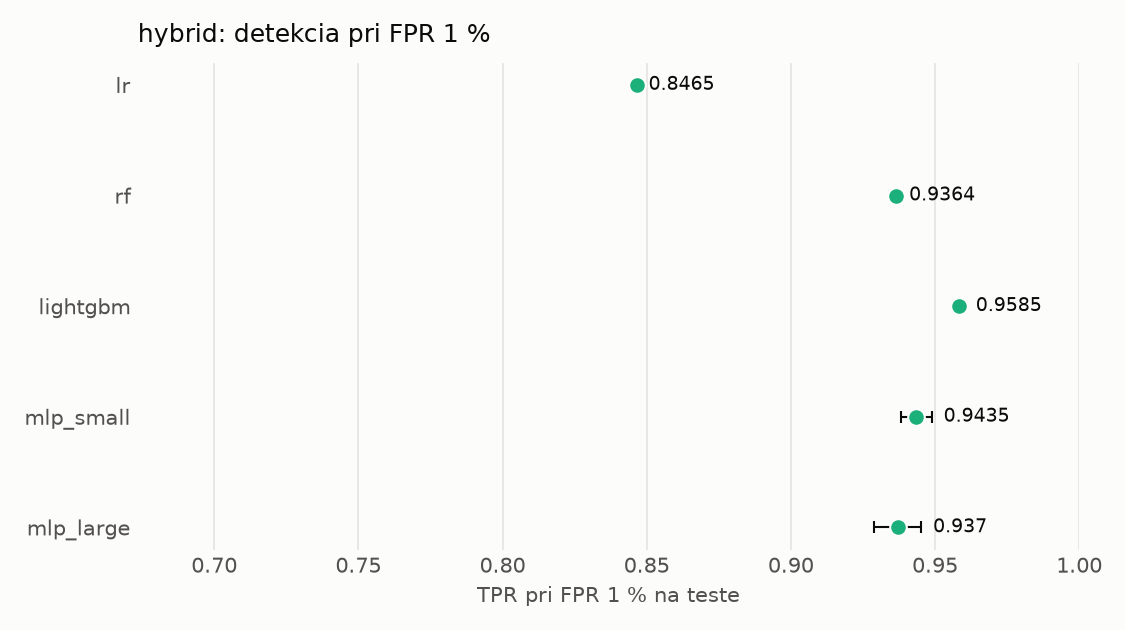 hybrid: detekcia pri FPR 1 %
lr
0.8465
rf
0.9364
lightgbm
0.9585
mlp_small
0.9435
mlp_large
0.937
0.70 0.75 0.80 0.85 0.90 0.95 1.00
TPR pri FPR 1 % na teste